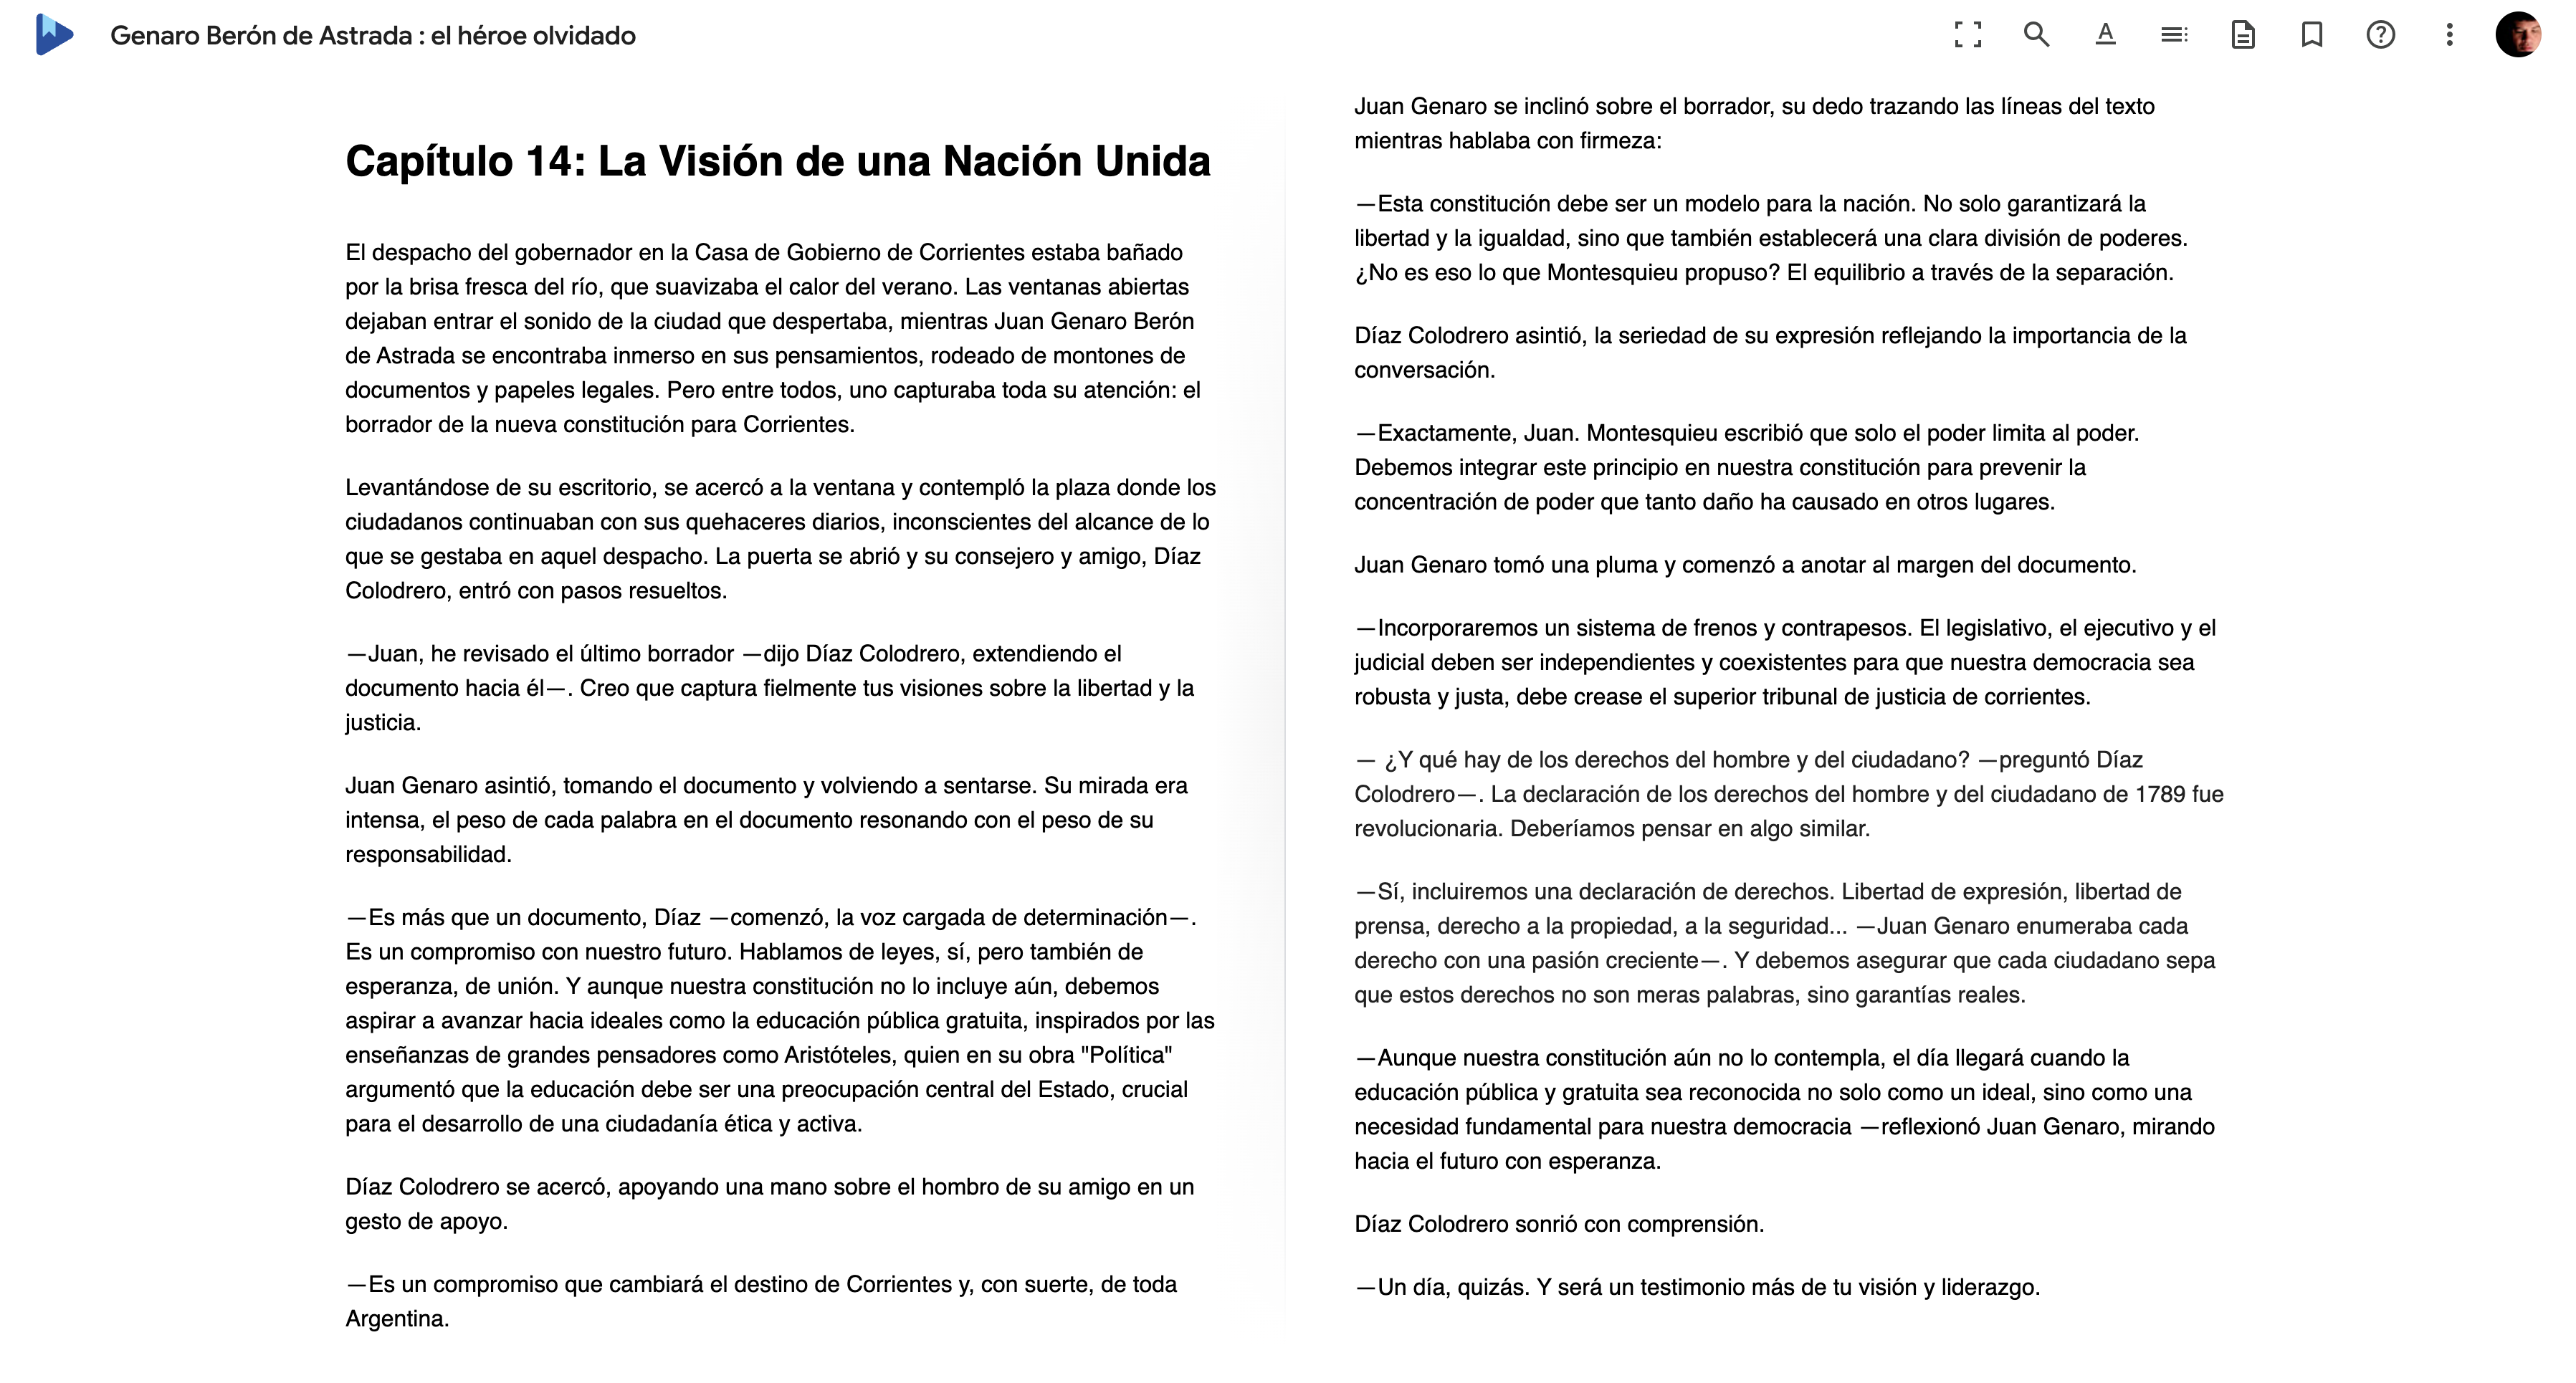 Genaro Berón de Astrada : el héroe olvidado
Capítulo 14: La Visión de una Nación Unida
El despacho del gobernador en la Casa de Gobierno de Corrientes estaba bañado
por la brisa fresca del río, que suavizaba el calor del verano. Las ventanas abiertas
dejaban entrar el sonido de la ciudad que despertaba, mientras Juan Genaro Berón
de Astrada se encontraba inmerso en sus pensamientos, rodeado de montones de
documentos y papeles legales. Pero entre todos, uno capturaba toda su atención: el
borrador de la nueva constitución para Corrientes.
Levantándose de su escritorio, se acercó a la ventana y contempló la plaza donde los
ciudadanos continuaban con sus quehaceres diarios, inconscientes del alcance de lo
que se gestaba en aquel despacho. La puerta se abrió y su consejero y amigo, Díaz
Colodrero, entró con pasos resueltos.
—Juan, he revisado el último borrador —dijo Díaz Colodrero, extendiendo el
documento hacia él—. Creo que captura fielmente tus visiones sobre la libertad y la
justicia.
Juan Genaro asintió, tomando el documento y volviendo a sentarse. Su mirada era
intensa, el peso de cada palabra en el documento resonando con el peso de su
responsabilidad.
—Es más que un documento, Díaz —comenzó, la voz cargada de determinación—.
Es un compromiso con nuestro futuro. Hablamos de leyes, sí, pero también de
esperanza, de unión. Y aunque nuestra constitución no lo incluye aún, debemos
aspirar a avanzar hacia ideales como la educación pública gratuita, inspirados por las
enseñanzas de grandes pensadores como Aristóteles, quien en su obra "Política"
argumentó que la educación debe ser una preocupación central del Estado, crucial
para el desarrollo de una ciudadanía ética y activa.
Díaz Colodrero se acercó, apoyando una mano sobre el hombro de su amigo en un
gesto de apoyo.
—Es un compromiso que cambiará el destino de Corrientes y, con suerte, de toda
Argentina.
Juan Genaro se inclinó sobre el borrador, su dedo trazando las líneas del texto
mientras hablaba con firmeza:
—Esta constitución debe ser un modelo para la nación. No solo garantizará la
libertad y la igualdad, sino que también establecerá una clara división de poderes.
¿No es eso lo que Montesquieu propuso? El equilibrio a través de la separación.
Díaz Colodrero asintió, la seriedad de su expresión reflejando la importancia de la
conversación.
—Exactamente, Juan. Montesquieu escribió que solo el poder limita al poder.
Debemos integrar este principio en nuestra constitución para prevenir la
concentración de poder que tanto daño ha causado en otros lugares.
Juan Genaro tomó una pluma y comenzó a anotar al margen del documento.
—Incorporaremos un sistema de frenos y contrapesos. El legislativo, el ejecutivo y el
judicial deben ser independientes y coexistentes para que nuestra democracia sea
robusta y justa, debe crease el superior tribunal de justicia de corrientes.
— ¿Y qué hay de los derechos del hombre y del ciudadano? —preguntó Díaz
Colodrero—. La declaración de los derechos del hombre y del ciudadano de 1789 fue
revolucionaria. Deberíamos pensar en algo similar.
—Sí, incluiremos una declaración de derechos. Libertad de expresión, libertad de
prensa, derecho a la propiedad, a la seguridad... —Juan Genaro enumeraba cada
derecho con una pasión creciente—. Y debemos asegurar que cada ciudadano sepa
que estos derechos no son meras palabras, sino garantías reales.
—Aunque nuestra constitución aún no lo contempla, el día llegará cuando la
educación pública y gratuita sea reconocida no solo como un ideal, sino como una
necesidad fundamental para nuestra democracia —reflexionó Juan Genaro, mirando
hacia el futuro con esperanza.
Díaz Colodrero sonrió con comprensión.
—Un día, quizás. Y será un testimonio más de tu visión y liderazgo.